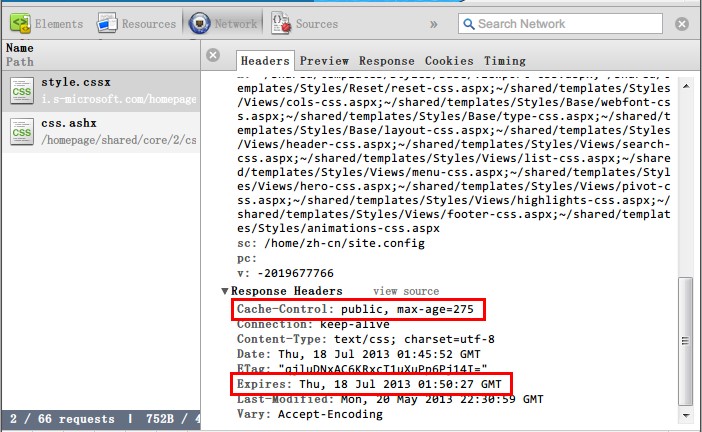 Elements
Resources
Network
Sources
»
Search Network
Name
Path
Headers Preview Response Cookies Timing
style.cssx
i.s-microsoft.com/homepage
css.ashx
/homepage/shared/core/2/cs
emplates/Styles/Reset/reset-css.aspx;~/shared/templates/Styles
/Views/cols-css.aspx;~/shared/templates/Styles/Base/webfont-cs
s.aspx;~/shared/templates/Styles/Base/type-css.aspx;~/shared/t
emplates/Styles/Base/layout-css.aspx;~/shared/templates/Styles
/Views/header-css.aspx;~/shared/templates/Styles/Views/search-
css.aspx;~/shared/templates/Styles/Views/list-css.aspx;~/share
d/templates/Styles/Views/menu-css.aspx;~/shared/templates/Styl
es/Views/hero-css.aspx;~/shared/templates/Styles/Views/pivot-c
ss.aspx;~/shared/templates/Styles/Views/highlights-css.aspx;~/
shared/templates/Styles/Views/footer-css.aspx;~/shared/templat
es/Styles/animations-css.aspx
sc: /home/zh-cn/site.config
pc:
v: -2019677766
▼Response Headers view source
Cache-Control: public, max-age=275
Connection: keep-alive
Content-Type: text/css; charset=utf-8
Date: Thu, 18 Jul 2013 01:45:52 GMT
ETag:
Expires: Thu, 18 Jul 2013 01:50:27 GMT
Last-Modified: Mon, 20 May 2013 22:30:59 GMT
Vary: Accept-Encoding
2 / 66 requests | 752B / 4